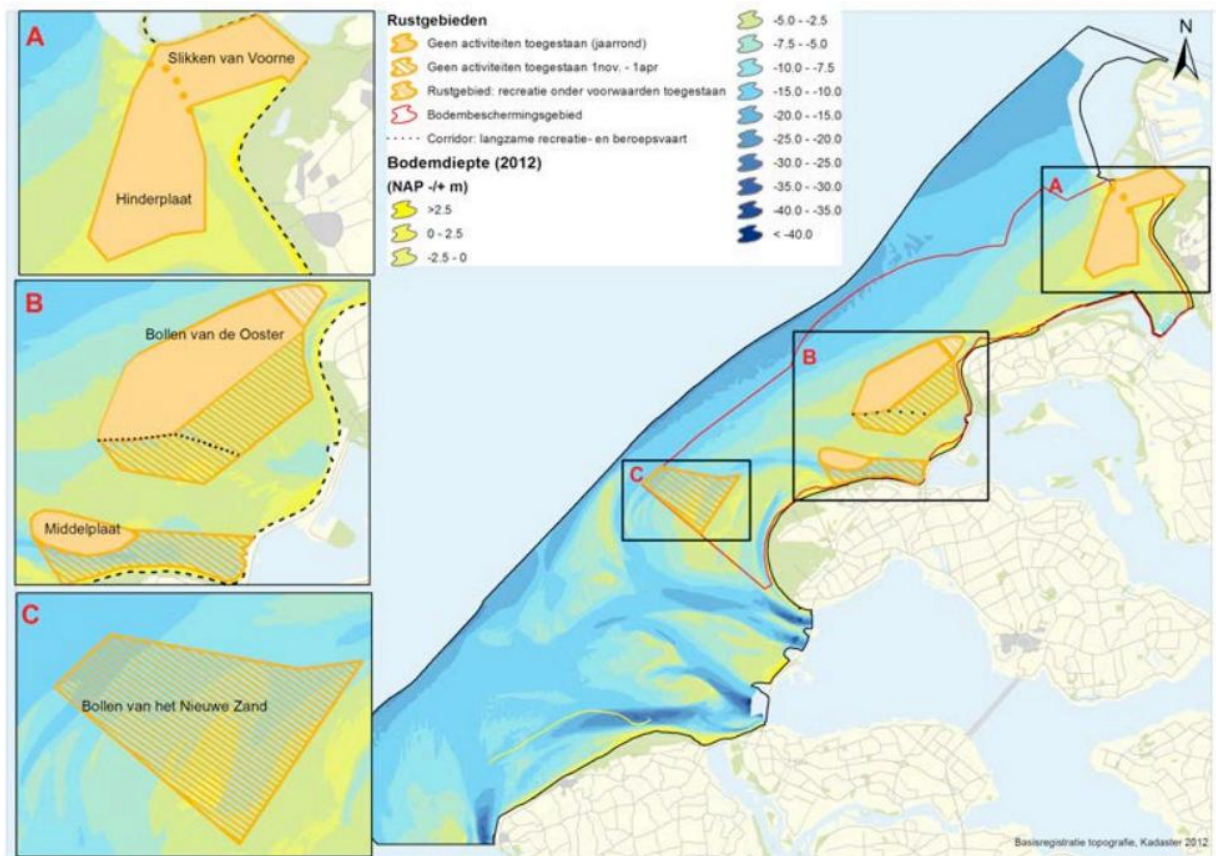 A
Slikken van Voorne
Hinderplaat
B
Bollen van de Ooster
Middelplaat
C
Bollen van het Nieuwe Zand
Rustgebieden
Geen activiteiten toegestaan (jaarrond)
Geen activiteiten toegestaan 1nov. - 1apr
Rustgebied: recreatie onder voorwaarden toegestaan
Bodembeschermingsgebied
Corridor: langzame recreatie- en beroepsvaart
Bodemdiepte (2012)
(NAP -/+ m)
>2.5
0 - 2.5
-2.5 - 0
-5.0 - -2.5
-7.5 - -5.0
-10.0 - -7.5
-15.0 - -10.0
-20.0 - -15.0
-25.0 - -20.0
-30.0 - -25.0
-35.0 - -30.0
-40.0 - -35.0
< -40.0
N
A
B
C
Basisregistratie topografie, Kadaster 2012